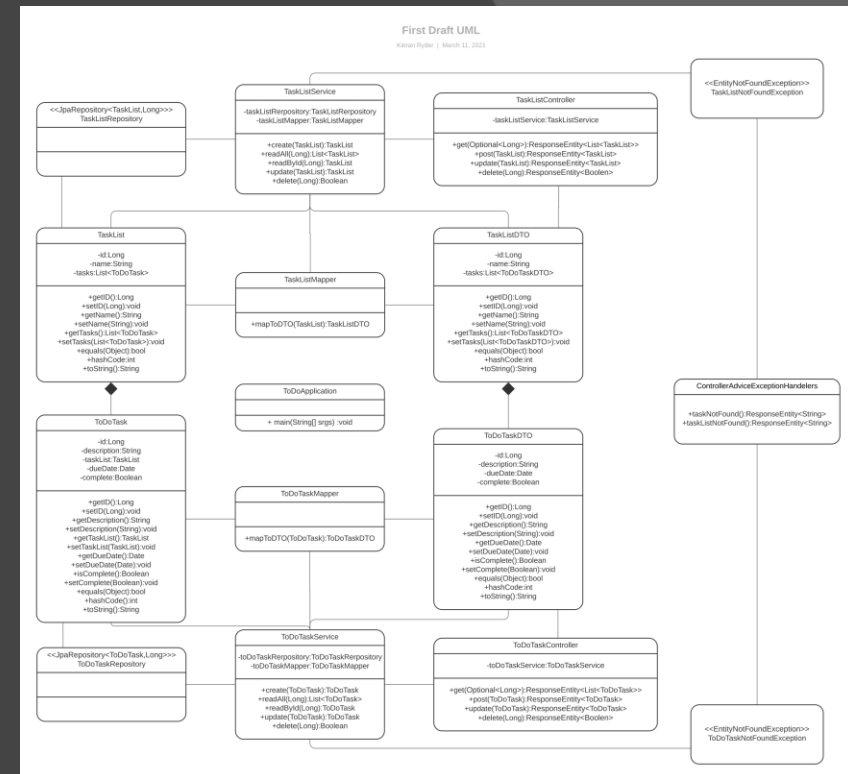 First Draft UML
Kieran Ryder | March 11, 2021
<<JpaRepository<TaskList,Long>>>
TaskListRepository
TaskListService
-taskListRerpository:TaskListRerpository
-taskListMapper:TaskListMapper
+create(TaskList):TaskList
+readAll(Long):List<TaskList>
+readById(Long):TaskList
+update(TaskList):TaskList
+delete(Long):Boolean
TaskListController
-taskListService:TaskListService
+get(Optional<Long>):ResponseEntity<List<TaskList>>
+post(TaskList):ResponseEntity<TaskList>
+update(TaskList):ResponseEntity<TaskList>
+delete(Long):ResponseEntity<Boolen>
<<EntityNotFoundException>>
TaskListNotFoundException
TaskList
-id:Long
-name:String
-tasks:List<ToDoTask>
+getID():Long
+setID(Long):void
+getName():String
+setName(String):void
+getTasks():List<ToDoTask>
+setTasks(List<ToDoTask>):void
+equals(Object):bool
+hashCode:int
+toString():String
TaskListMapper
+mapToDTO(TaskList):TaskListDTO
TaskListDTO
-id:Long
-name:String
-tasks:List<ToDoTaskDTO>
+getID():Long
+setID(Long):void
+getName():String
+setName(String):void
+getTasks():List<ToDoTaskDTO>
+setTasks(List<ToDoTaskDTO>):void
+equals(Object):bool
+hashCode:int
+toString():String
ToDoApplication
+ main(String[] srgs) :void
ControllerAdviceExceptionHandelers
+taskNotFound():ResponseEntity<String>
+taskListNotFound():ResponseEntity<String>
ToDoTask
-id:Long
-description:String
-taskList:TaskList
-dueDate:Date
-complete:Boolean
+getID():Long
+setID(Long):void
+getDescription():String
+setDescription(String):void
+getTaskList():TaskList
+setTaskList(TaskList):void
+getDueDate():Date
+setDueDate(Date):void
+isComplete():Boolean
+setComplete(Boolean):void
+equals(Object):bool
+hashCode():int
+toString():String
ToDoTaskMapper
+mapToDTO(ToDoTask):ToDoTaskDTO
ToDoTaskDTO
-id:Long
-description:String
-dueDate:Date
-complete:Boolean
+getID():Long
+setID(Long):void
+getDescription():String
+setDescription(String):void
+getDueDate():Date
+setDueDate(Date):void
+isComplete():Boolean
+setComplete(Boolean):void
+equals(Object):bool
+hashCode:int
+toString():String
<<JpaRepository<ToDoTask,Long>>>
ToDoTaskRepository
ToDoTaskService
-toDoTaskRerpository:ToDoTaskRerpository
-toDoTaskMapper:ToDoTaskMapper
+create(ToDoTask):ToDoTask
+readAll(Long):List<ToDoTask>
+readById(Long):ToDoTask
+update(ToDoTask):ToDoTask
+delete(Long):Boolean
ToDoTaskController
-toDoTaskService:ToDoTaskService
+get(Optional<Long>):ResponseEntity<List<ToDoTask>>
+post(ToDoTask):ResponseEntity<ToDoTask>
+update(ToDoTask):ResponseEntity<ToDoTask>
+delete(Long):ResponseEntity<Boolen>
<<EntityNotFoundException>>
ToDoTaskNotFoundException